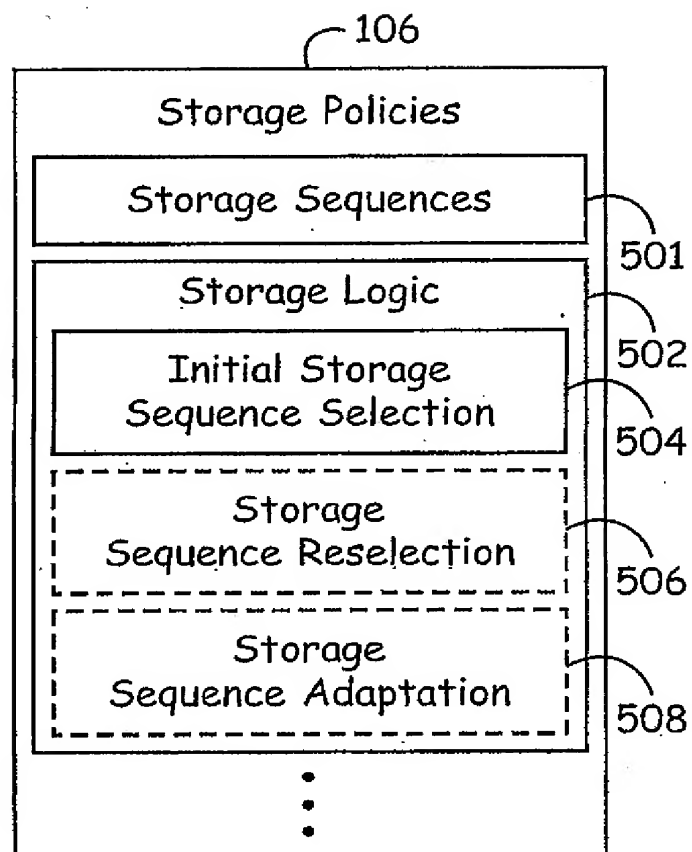 106
Storage Policies
Storage Sequences
501
Storage Logic
502
Initial Storage
Sequence Selection
504
Storage
Sequence Reselection
506
Storage
Sequence Adaptation
508